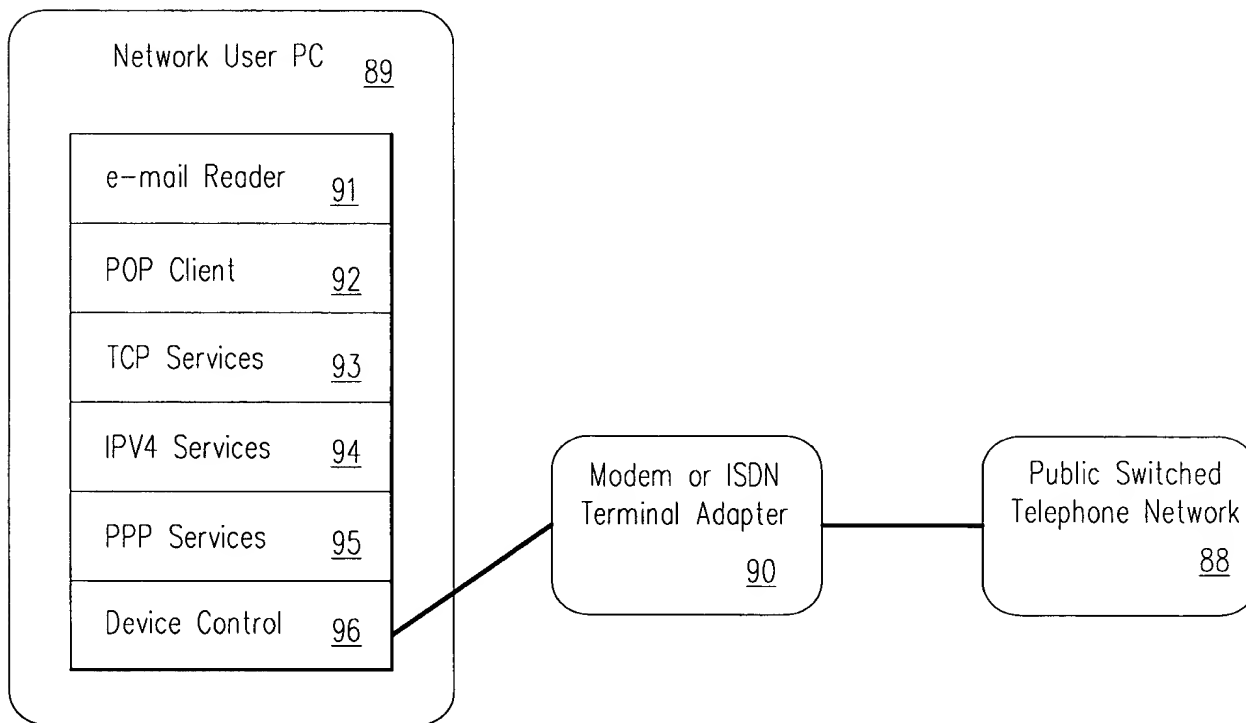 Network User PC 89
e-mail Reader 91
POP Client 92
TCP Services 93
IPV4 Services 94
PPP Services 95
Device Control 96
Modem or ISDN
Terminal Adapter
90
Public Switched
Telephone Network
88